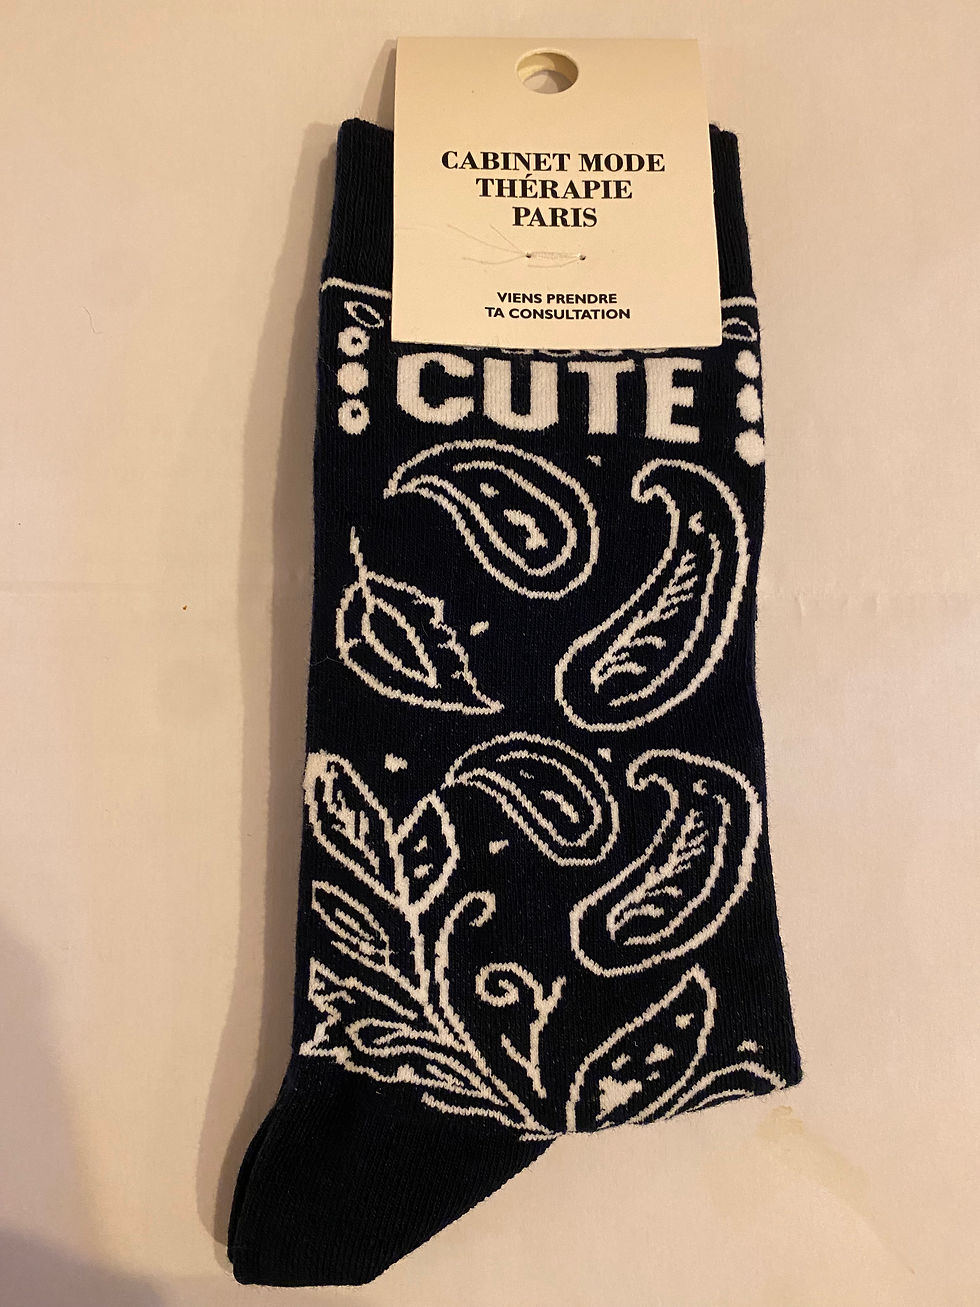 CABINET MODE
THÉRAPIE
PARIS
VIENS PRENDRE
TA CONSULTATION
CUTE